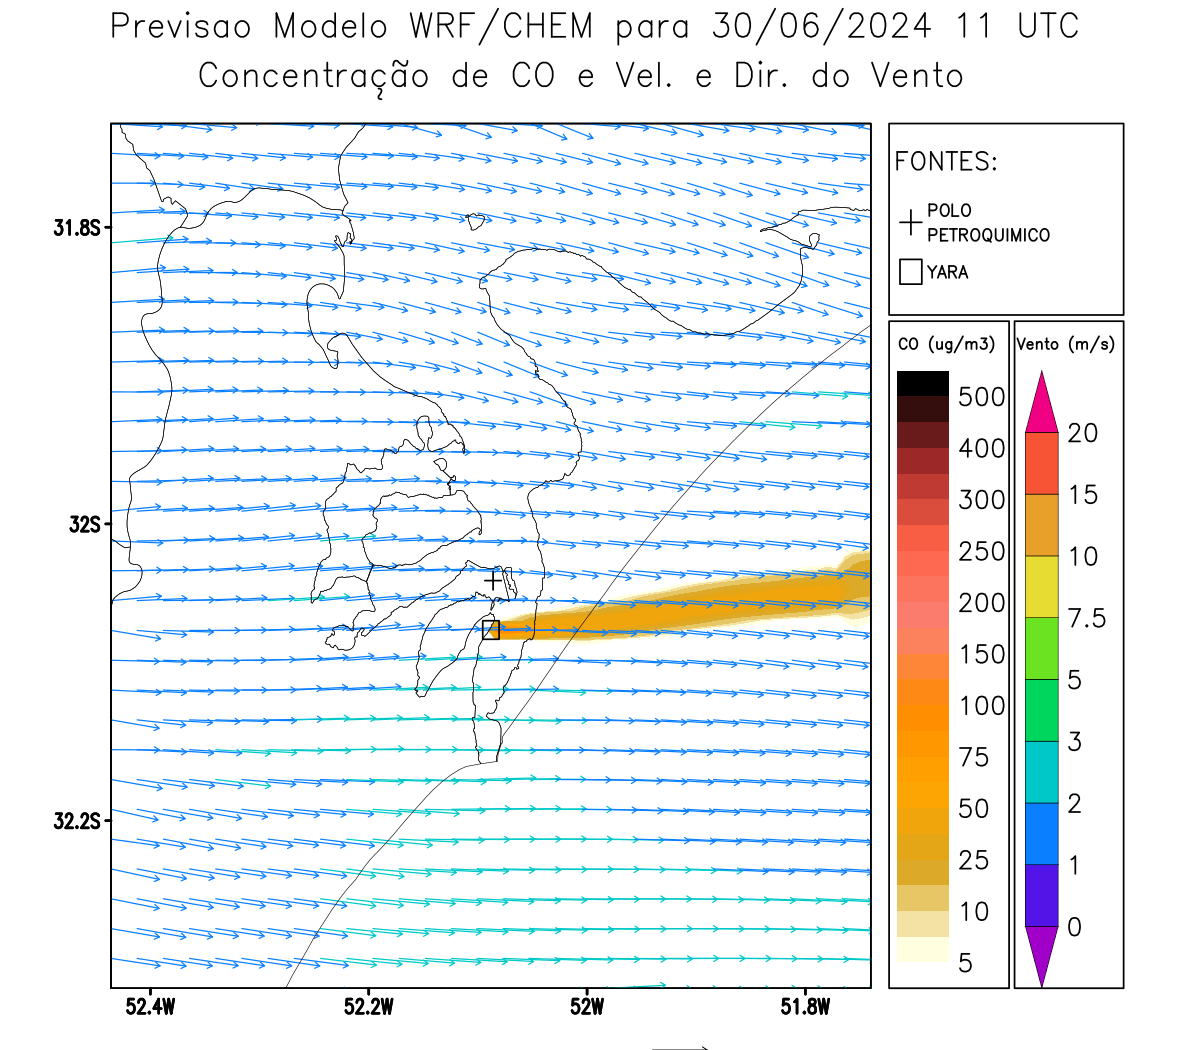 Previsao Modelo WRF/CHEM para 30/06/2024 11 UTC
Concentração de CO e Vel. e Dir. do Vento
FONTES:
POLO
PETROQUIMICO
YARA
CO (ug/m3)
500
400
300
250
200
150
100
75
50
25
10
5
Vento (m/s)
20
15
10
7.5
5
3
2
1
0
31.8S
32S
32.2S
52.4W
52.2W
52W
51.8W